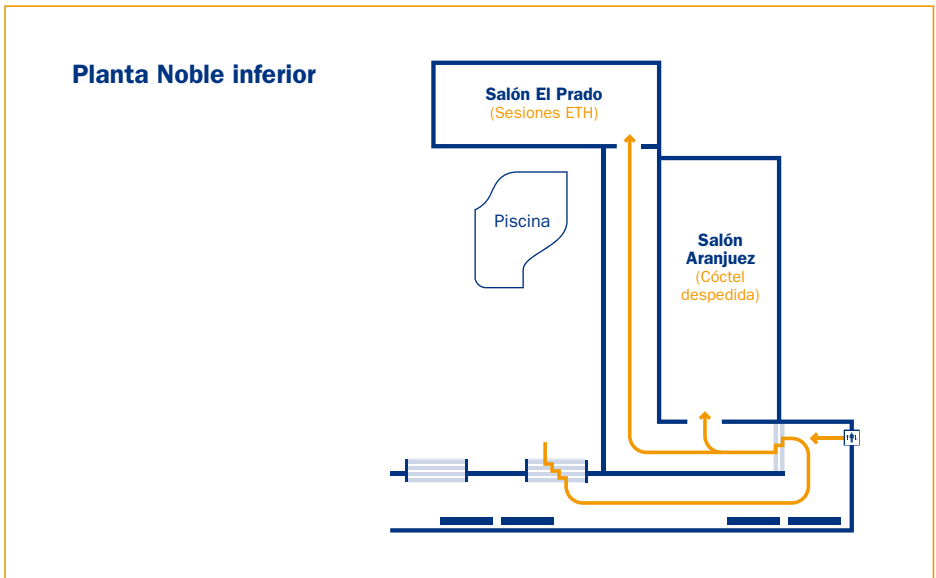 Planta Noble inferior
Salón El Prado
(Sesiones ETH)
Piscina
Salón
Aranjuez
(Cóctel
despedida)